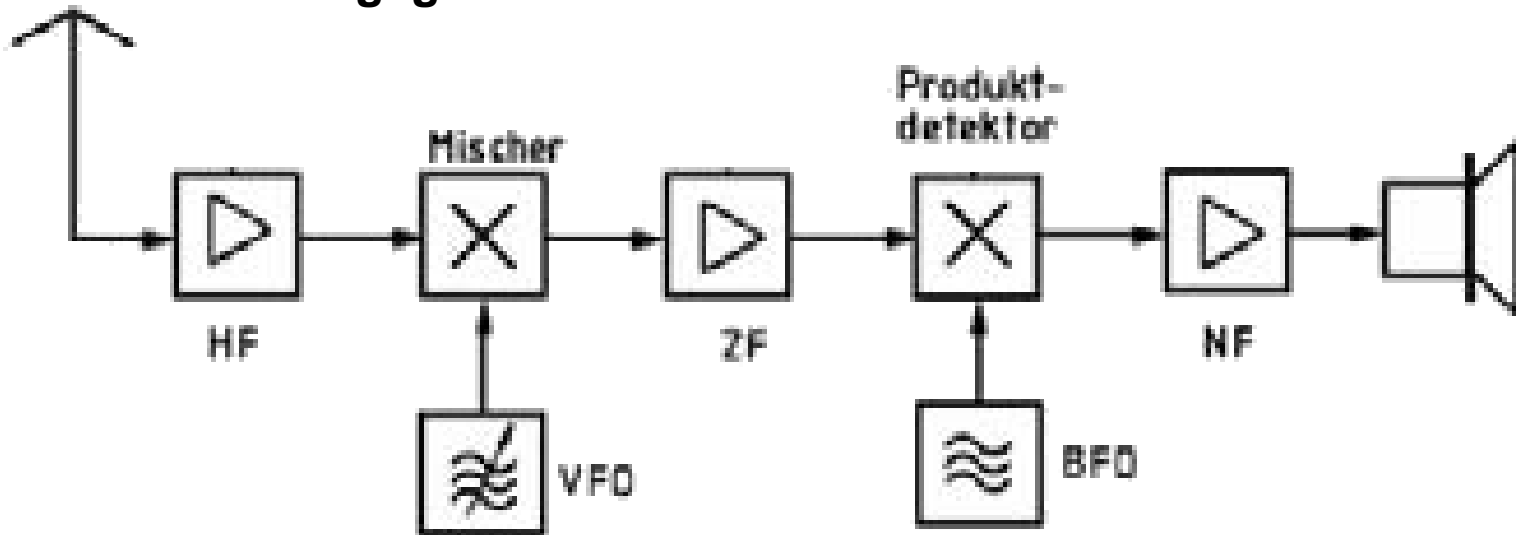 Mischer
Produkt-
detektor
HF
ZF
NF
VFO
BFO